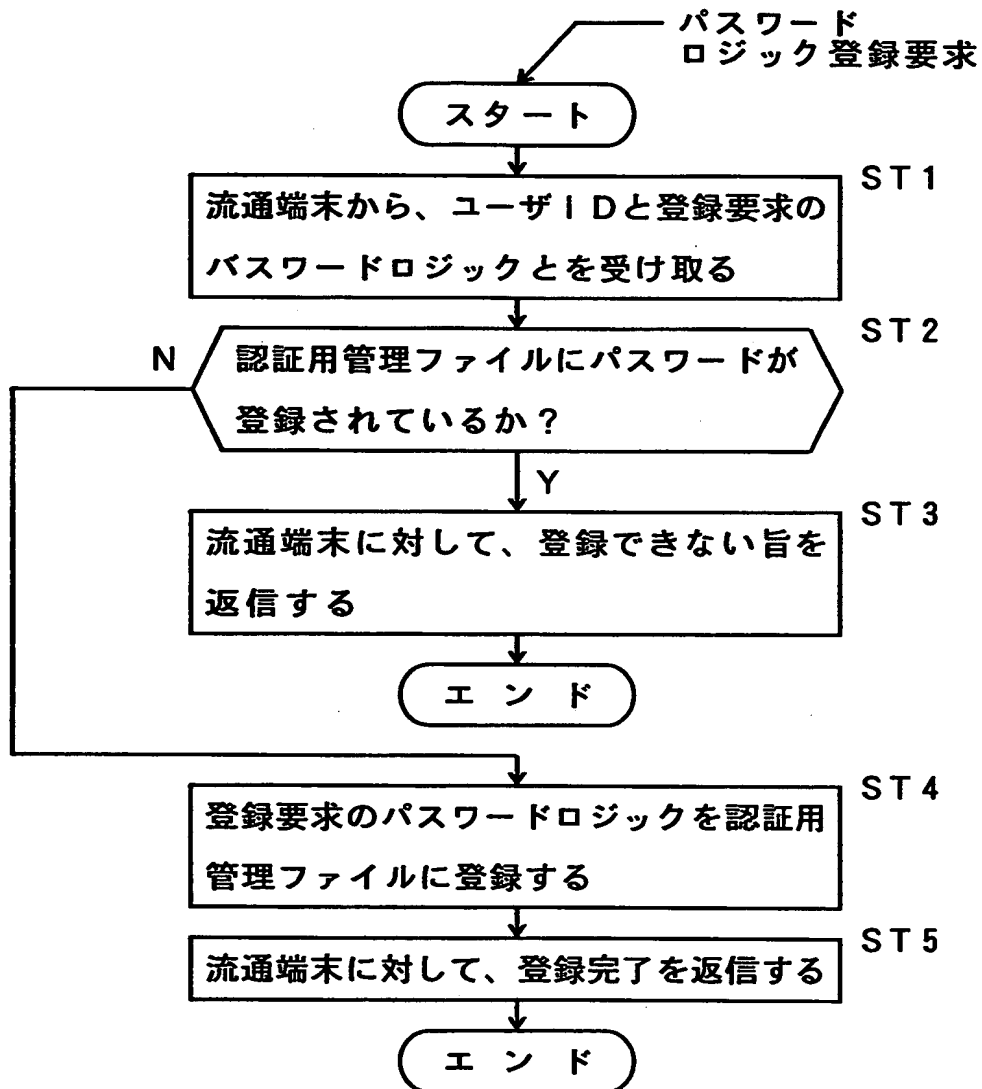 パスワード
ロジック登録要求
スタート
ST1
流通端末から、ユーザIDと登録要求の
パスワードロジックとを受け取る
ST2
N
認証用管理ファイルにパスワードが
登録されているか？
Y
ST3
流通端末に対して、登録できない旨を
返信する
エンド
ST4
登録要求のパスワードロジックを認証用
管理ファイルに登録する
ST5
流通端末に対して、登録完了を返信する
エンド